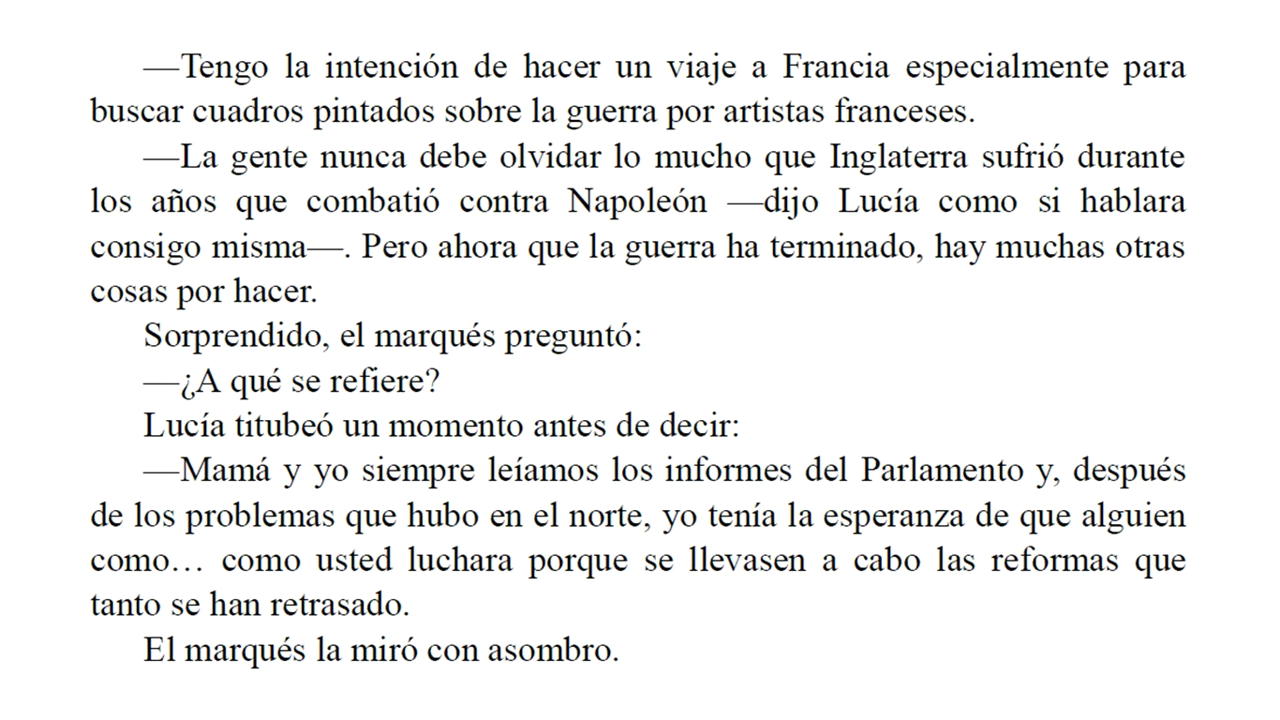 —Tengo la intención de hacer un viaje a Francia especialmente para
buscar cuadros pintados sobre la guerra por artistas franceses.
—La gente nunca debe olvidar lo mucho que Inglaterra sufrió durante
los años que combatió contra Napoleón —dijo Lucía como si hablara
consigo misma—. Pero ahora que la guerra ha terminado, hay muchas otras
cosas por hacer.
Sorprendido, el marqués preguntó:
—¿A qué se refiere?
Lucía titubeó un momento antes de decir:
—Mamá y yo siempre leíamos los informes del Parlamento y, después
de los problemas que hubo en el norte, yo tenía la esperanza de que alguien
como… como usted luchara porque se llevasen a cabo las reformas que
tanto se han retrasado.
El marqués la miró con asombro.